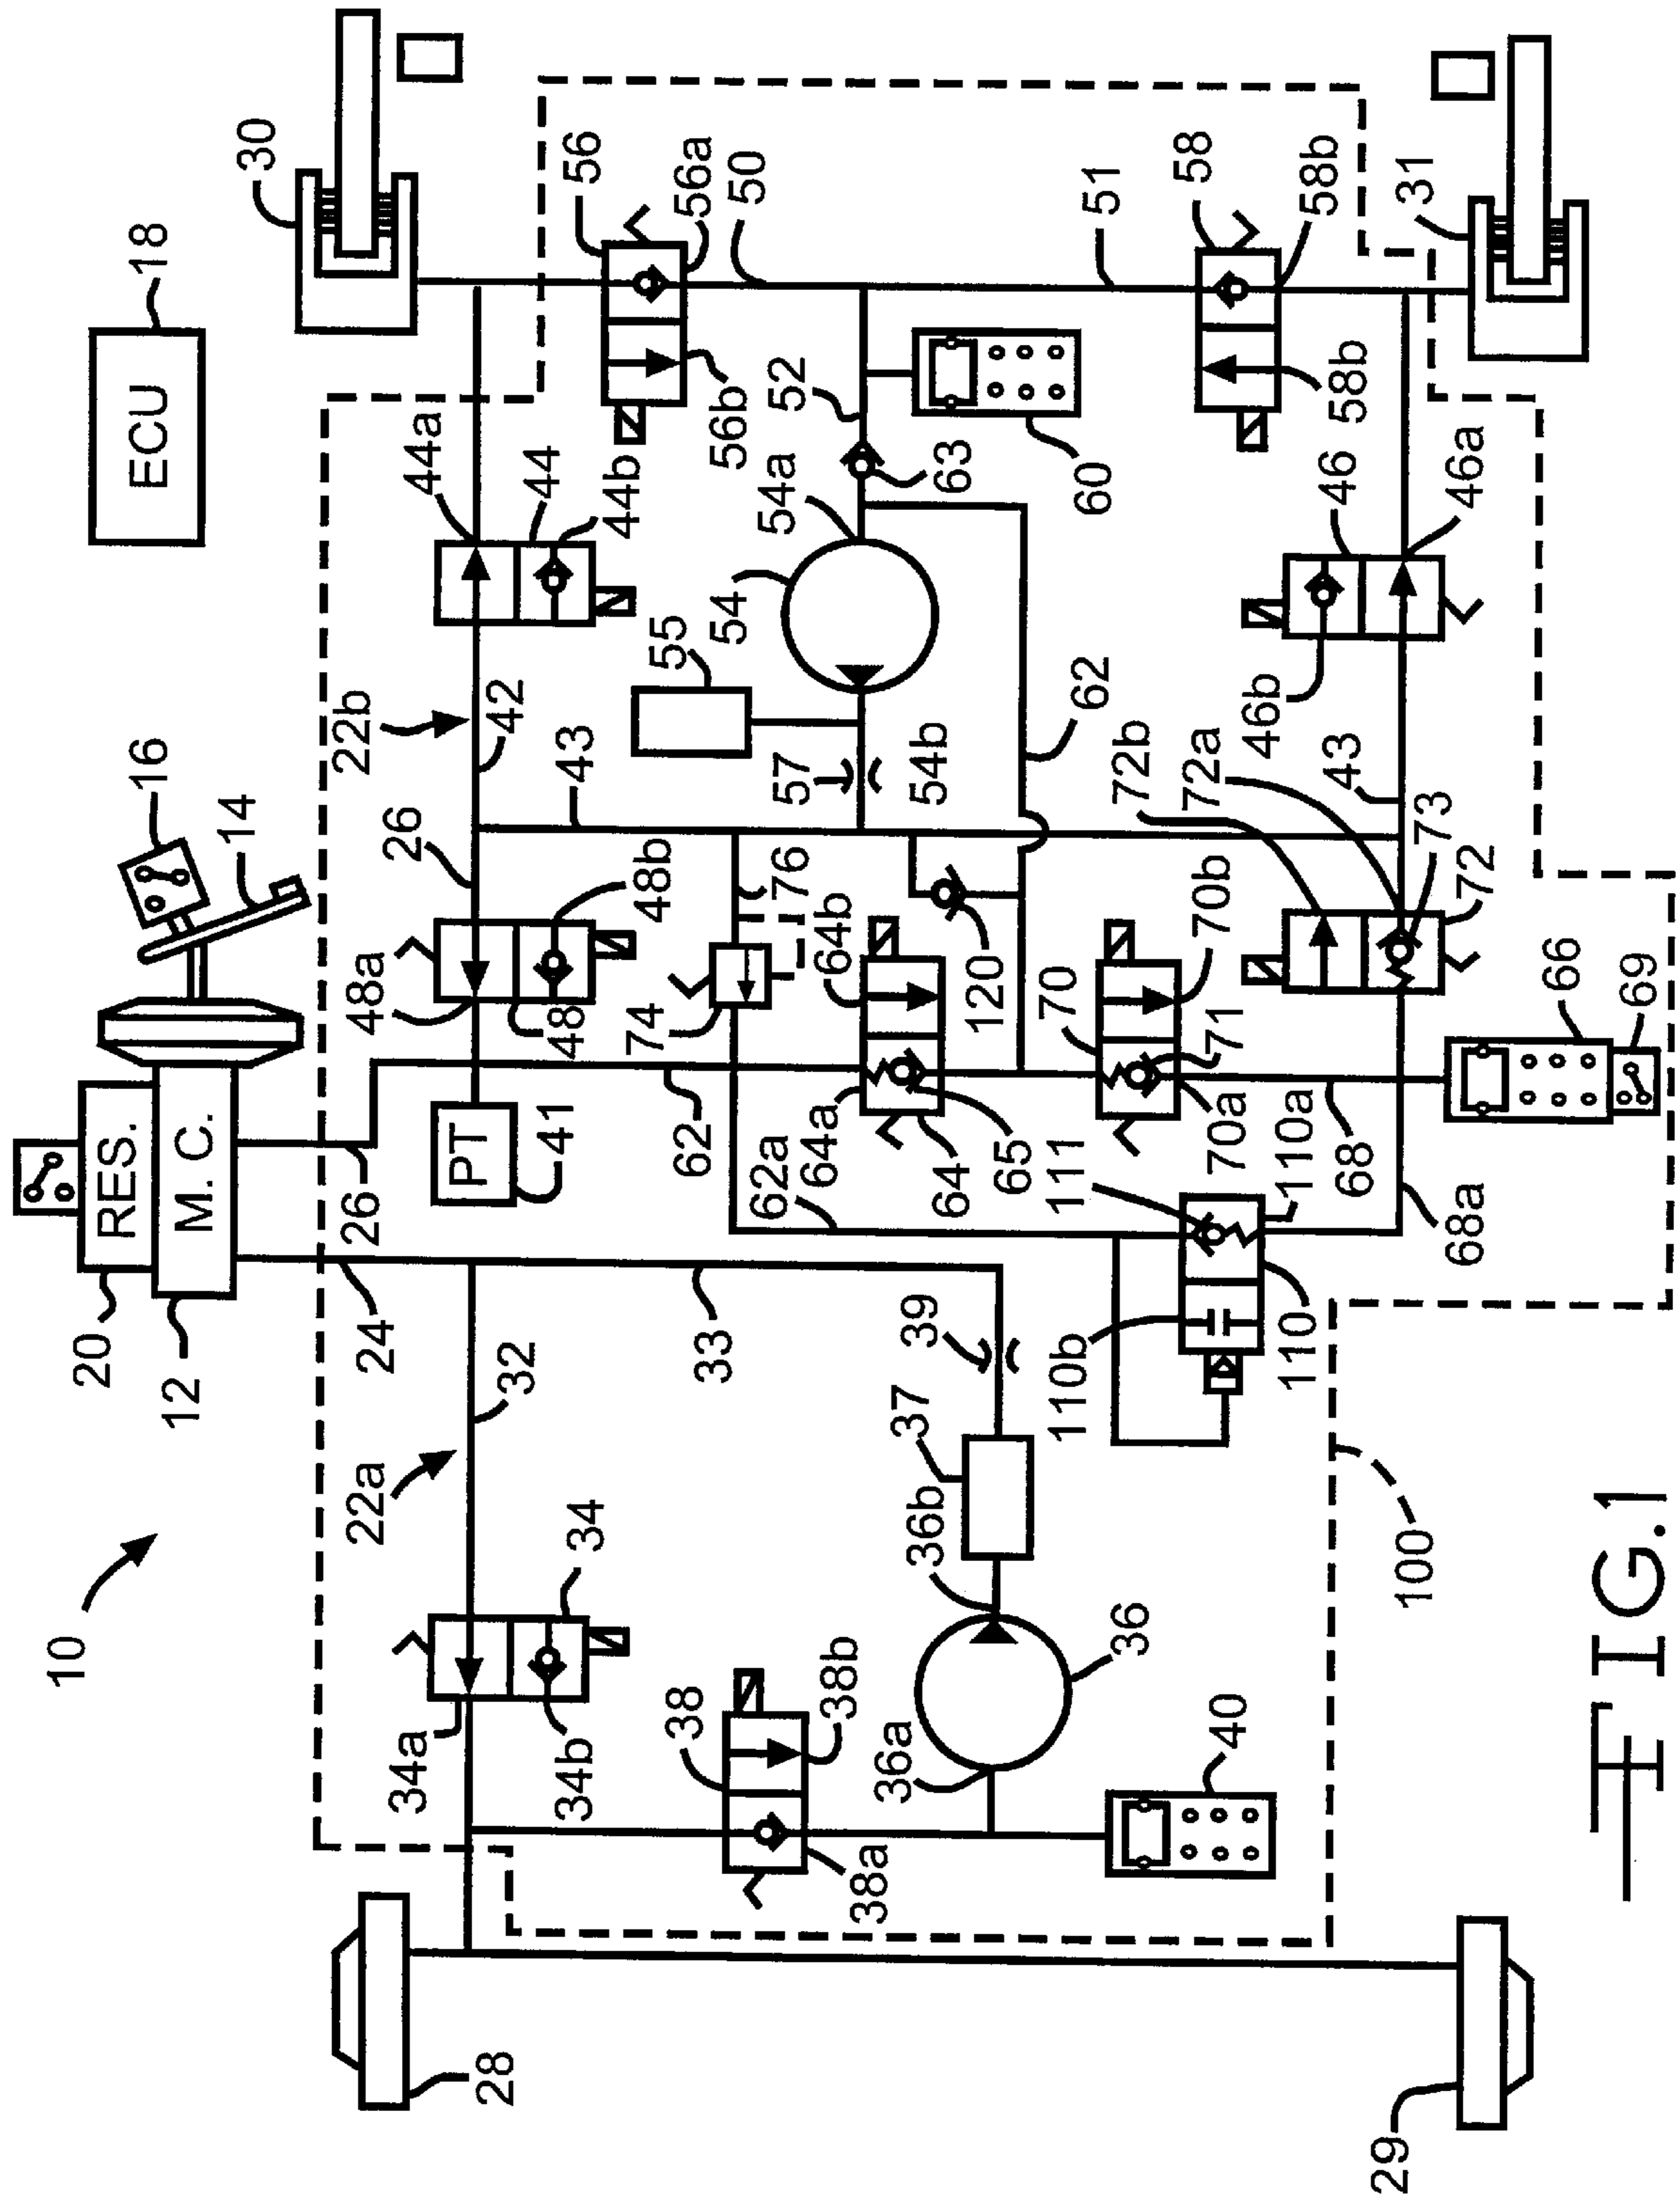 FIG.1
10
12
20
RES.
M. C.
14
16
18
ECU
30
24
26
22a
22b
32
33
34
34a
34b
28
29
38
38a
38b
36
36a
36b
37
39
40
100
PT
41
48a
48
48b
26
42
43
44a
44
44b
56
56a
56b
50
51
52
54
54a
54b
55
57
60
63
62
62
62a
64
64a
64b
65
74
76
120
70
70a
70b
71
72
72a
72b
73
43
46
46a
46b
58
58b
58b
31
66
69
68
68a
110
110a
110b
111